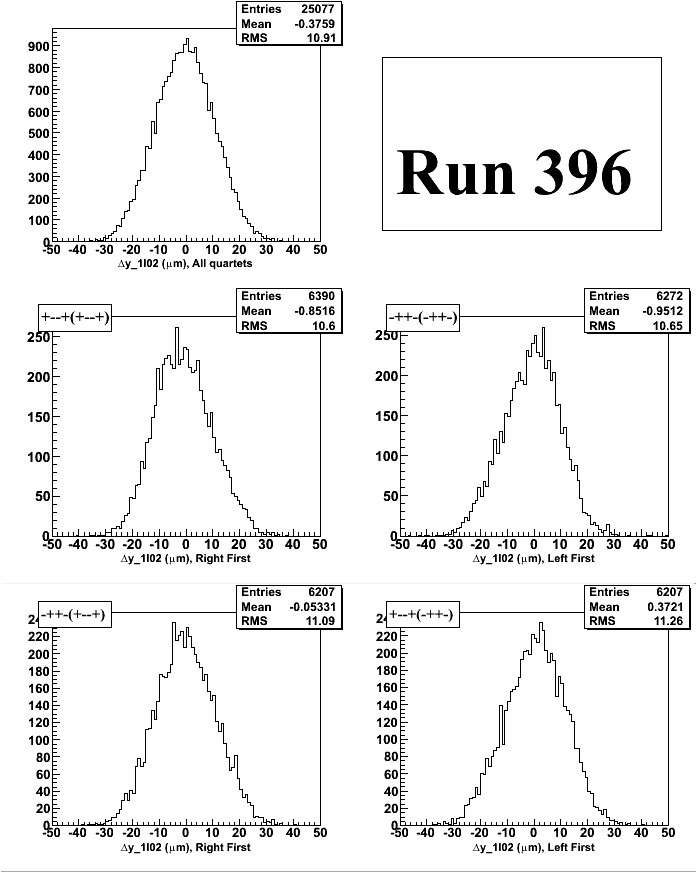 Entries 25077
Mean -0.3759
RMS 10.91
900
800
700
600
500
400
300
200
100
0
-50 -40 -30 -20 -10 0 10 20 30 40 50
Δy_1I02 (μm), All quartets
Run 396
+--+(+--+)
Entries 6390
Mean -0.8516
RMS 10.6
250
200
150
100
50
0
-50 -40 -30 -20 -10 0 10 20 30 40 50
Δy_1I02 (μm), Right First
-++-(-++-)
Entries 6272
Mean -0.9512
RMS 10.65
250
200
150
100
50
0
-50 -40 -30 -20 -10 0 10 20 30 40 50
Δy_1I02 (μm), Left First
-++-(+--+)
Entries 6207
Mean -0.05331
RMS 11.09
220
200
180
160
140
120
100
80
60
40
20
0
-50 -40 -30 -20 -10 0 10 20 30 40 50
Δy_1I02 (μm), Right First
+--+(-++-)
Entries 6207
Mean 0.3721
RMS 11.26
220
200
180
160
140
120
100
80
60
40
20
0
-50 -40 -30 -20 -10 0 10 20 30 40 50
Δy_1I02 (μm), Left First